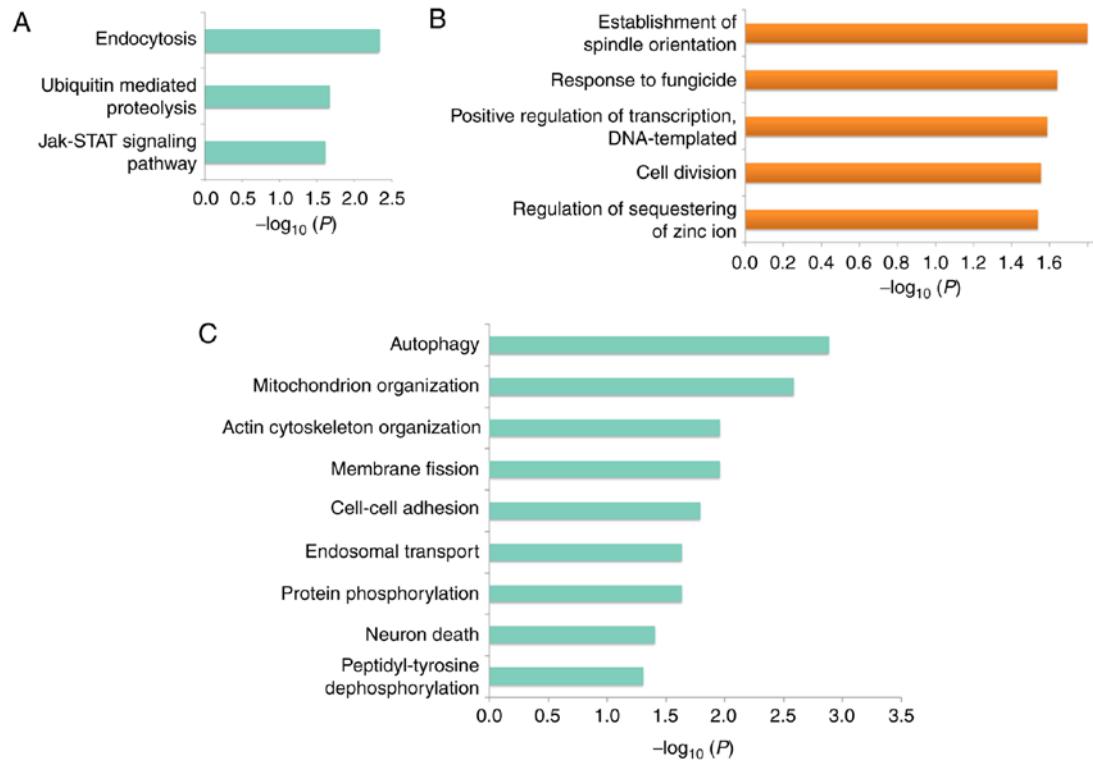 A
Endocytosis
Ubiquitin mediated
proteolysis
Jak-STAT signaling
pathway
0.0 0.5 1.0 1.5 2.0 2.5
–log10 (P)
B
Establishment of
spindle orientation
Response to fungicide
Positive regulation of transcription,
DNA-templated
Cell division
Regulation of sequestering
of zinc ion
0.0 0.2 0.4 0.6 0.8 1.0 1.2 1.4 1.6
–log10 (P)
C
Autophagy
Mitochondrion organization
Actin cytoskeleton organization
Membrane fission
Cell-cell adhesion
Endosomal transport
Protein phosphorylation
Neuron death
Peptidyl-tyrosine
dephosphorylation
0.0 0.5 1.0 1.5 2.0 2.5 3.0 3.5
–log10 (P)